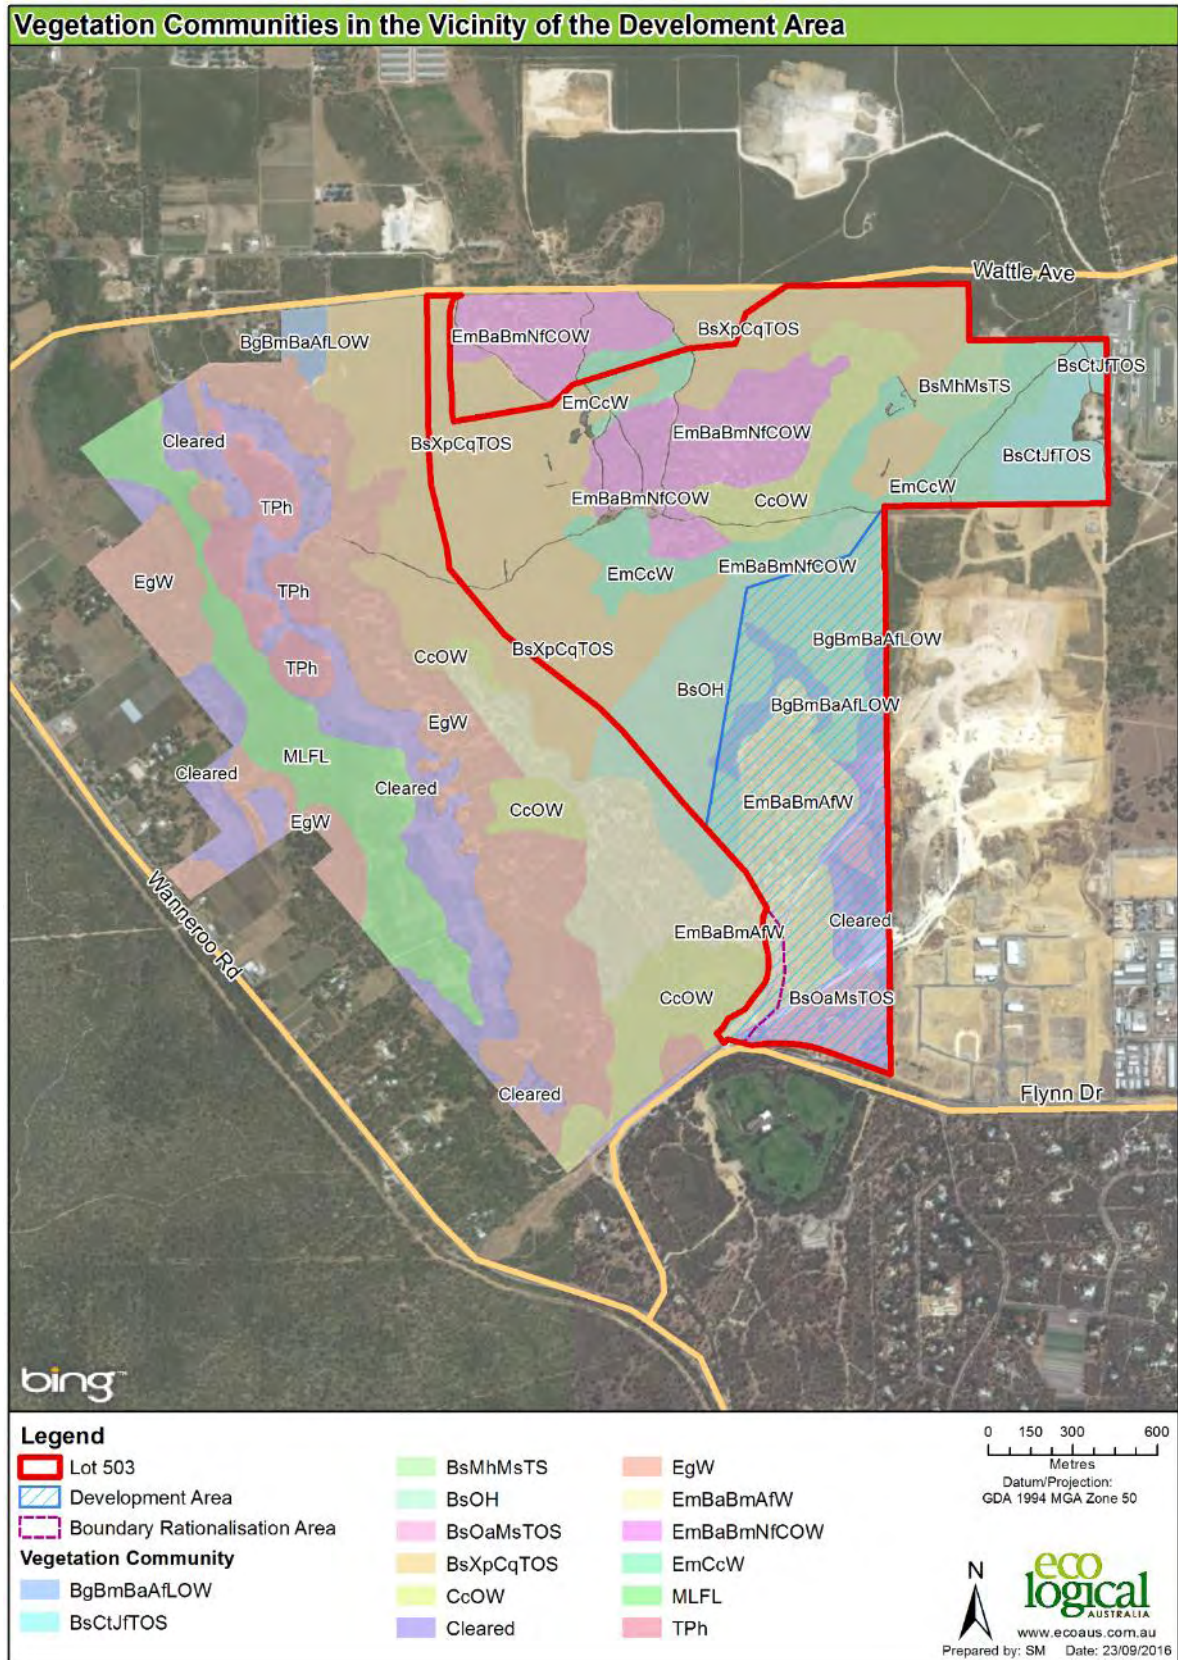 Vegetation Communities in the Vicinity of the Develoment Area
Wattle Ave
BgBmBaAfLOW
EmBaBmNfCOW
BsXpCqTOS
BsCtJfTOS
BsMhMsTS
EmCcW
EmBaBmNfCOW
Cleared
BsXpCqTOS
BsCtJfTOS
TPh
EmBaBmNfCOW
CcOW
EmCcW
EgW
EmCcW
EmBaBmNfCOW
TPh
BgBmBaAfLOW
CcOW
BsXpCqTOS
TPh
BsOH
BgBmBaAfLOW
EgW
MLFL
Cleared
Cleared
EmBaBmAfW
CcOW
EgW
Wanneroo Rd
Cleared
EmBaBmAfW
CcOW
BsOaMsTOS
Cleared
Flynn Dr
bing
Legend
Lot 503
Development Area
Boundary Rationalisation Area
Vegetation Community
BgBmBaAfLOW
BsCtJfTOS
BsMhMsTS
BsOH
BsOaMsTOS
BsXpCqTOS
CcOW
Cleared
EgW
EmBaBmAfW
EmBaBmNfCOW
EmCcW
MLFL
TPh
0 150 300 600
Metres
Datum/Projection:
GDA 1994 MGA Zone 50
N
eco
logical
AUSTRALIA
www.ecoaus.com.au
Prepared by: SM Date: 23/09/2016